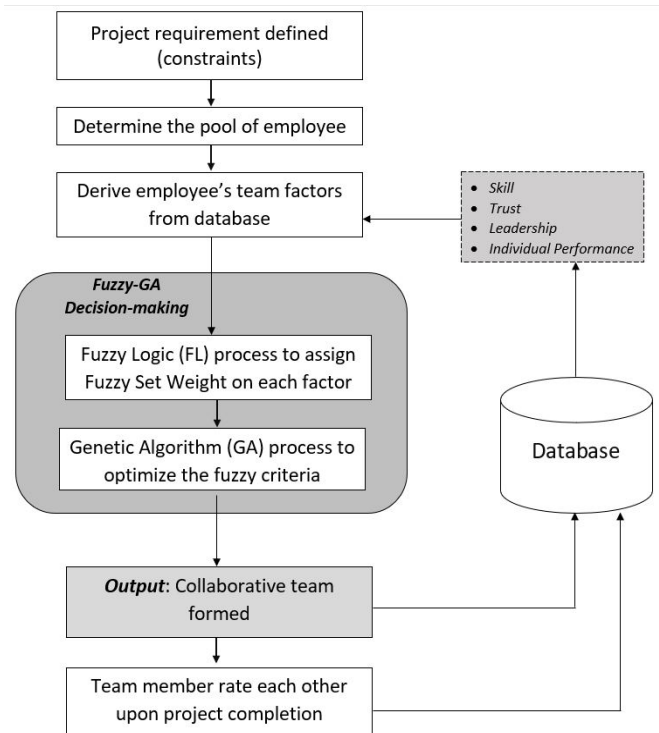 Project requirement defined
(constraints)
Determine the pool of employee
Derive employee's team factors
from database
• Skill
• Trust
• Leadership
• Individual Performance
Fuzzy-GA
Decision-making
Fuzzy Logic (FL) process to assign
Fuzzy Set Weight on each factor
Genetic Algorithm (GA) process to
optimize the fuzzy criteria
Database
Output: Collaborative team
formed
Team member rate each other
upon project completion